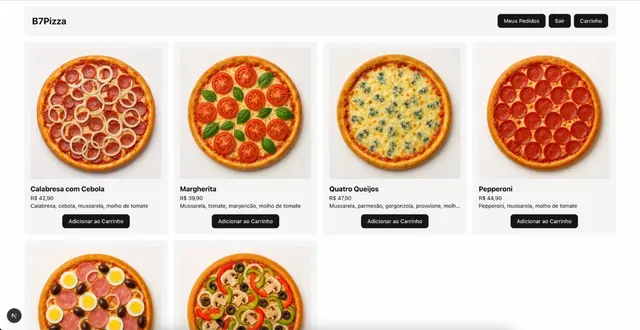 B7Pizza
Meus Pedidos Sair Carrinho
Calabresa com Cebola
R$ 42,90
Calabresa, cebola, mussarela, molho de tomate
Adicionar ao Carrinho
Margherita
R$ 39,90
Mussarela, tomate, manjericão, molho de tomate
Adicionar ao Carrinho
Quatro Queijos
R$ 47,50
Mussarela, parmesão, gorgonzola, provolone, molh...
Adicionar ao Carrinho
Pepperoni
R$ 44,90
Pepperoni, mussarela, molho de tomate
Adicionar ao Carrinho
N